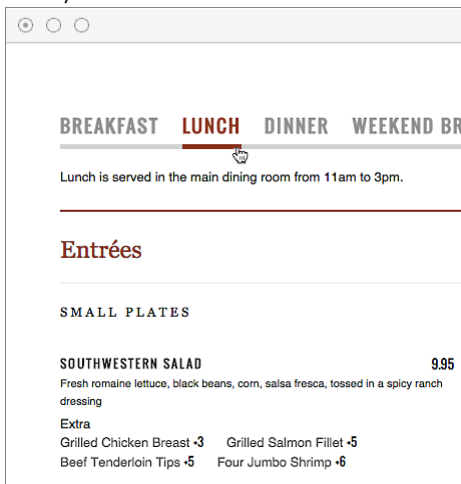 BREAKFAST LUNCH DINNER WEEKEND BR
Lunch is served in the main dining room from 11am to 3pm.
Entrées
SMALL PLATES
SOUTHWESTERN SALAD 9.95
Fresh romaine lettuce, black beans, corn, salsa fresca, tossed in a spicy ranch
dressing
Extra
Grilled Chicken Breast +3 Grilled Salmon Fillet +5
Beef Tenderloin Tips +5 Four Jumbo Shrimp +6